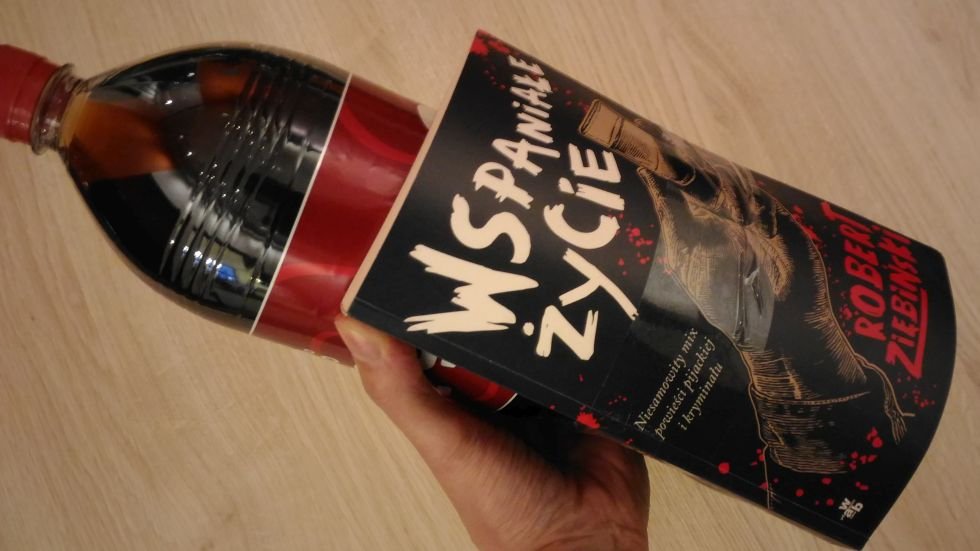 WSPANIAŁE
ŻYCIE
Niesamowity mix
powieści pijackiej
i kryminału
ROBERT
ZIĘBIŃSKI
w.
a.b